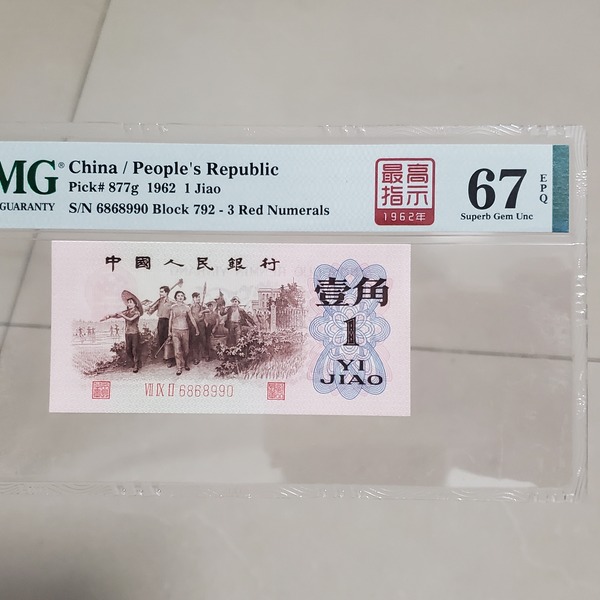 MG®
GUARANTY
China / People's Republic
Pick# 877g 1962 1 Jiao
S/N 6868990 Block 792 - 3 Red Numerals
最高
指示
1962年
67
EPQ
Superb Gem Unc
中國人民銀行
壹角
1
YI
JIAO
VII IX II 6868990